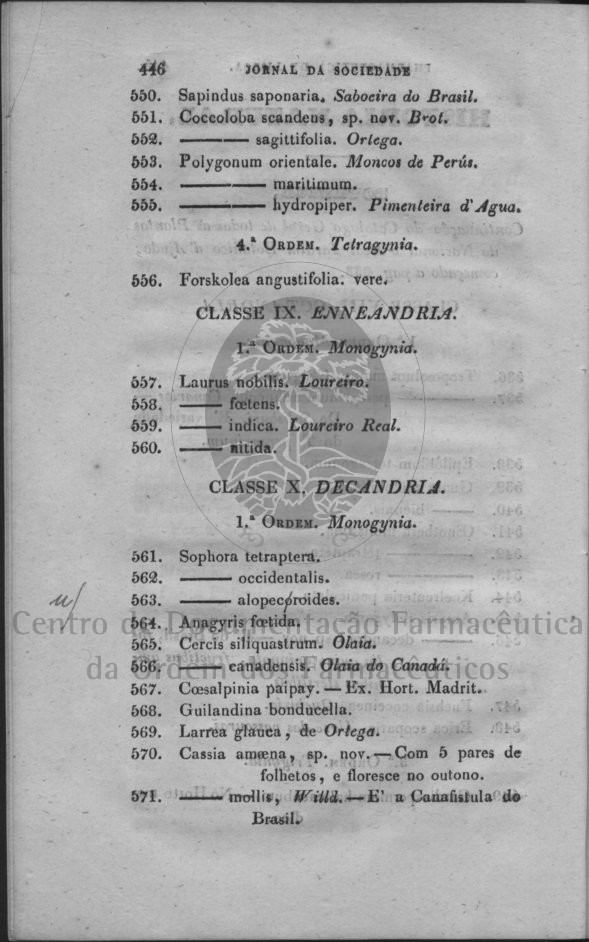 446 JORNAL DA SOCIEDADE
550. Sapindus saponaria. Saboeira do Brasil.
551. Coccoloba scandens, sp. nov. Brot.
552. ——— sagittifolia. Ortega.
553. Polygonum orientale. Moncos de Perús.
554. ——— maritimum.
555. ——— hydropiper. Pimenteira d'Agua.
4.ª ORDEM. Tetragynia.
556. Forskolea angustifolia. vere.
CLASSE IX. ENNEANDRIA.
1.ª ORDEM. Monogynia.
557. Laurus nobilis. Loureiro.
558. ——— fœtens.
559. ——— indica. Loureiro Real.
560. ——— nitida.
CLASSE X. DECANDRIA.
1.ª ORDEM. Monogynia.
561. Sophora tetraptera.
562. ——— occidentalis.
563. ——— alopecoroides.
u/
Centro de Documentação Farmacêutica
da Ordem dos Farmacêuticos
564. Anagyris fœtida.
565. Cercis siliquastrum. Olaia.
566. ——— canadensis. Olaia do Canadá.
567. Cœsalpinia paipay. — Ex. Hort. Madrit.
568. Guilandina bonducella.
569. Larrea glauca, de Ortega.
570. Cassia amœna, sp. nov. — Com 5 pares de
folhetos, e floresce no outono.
571. ——— mollis, Willd. — E' a Canafistula do
Brasil.